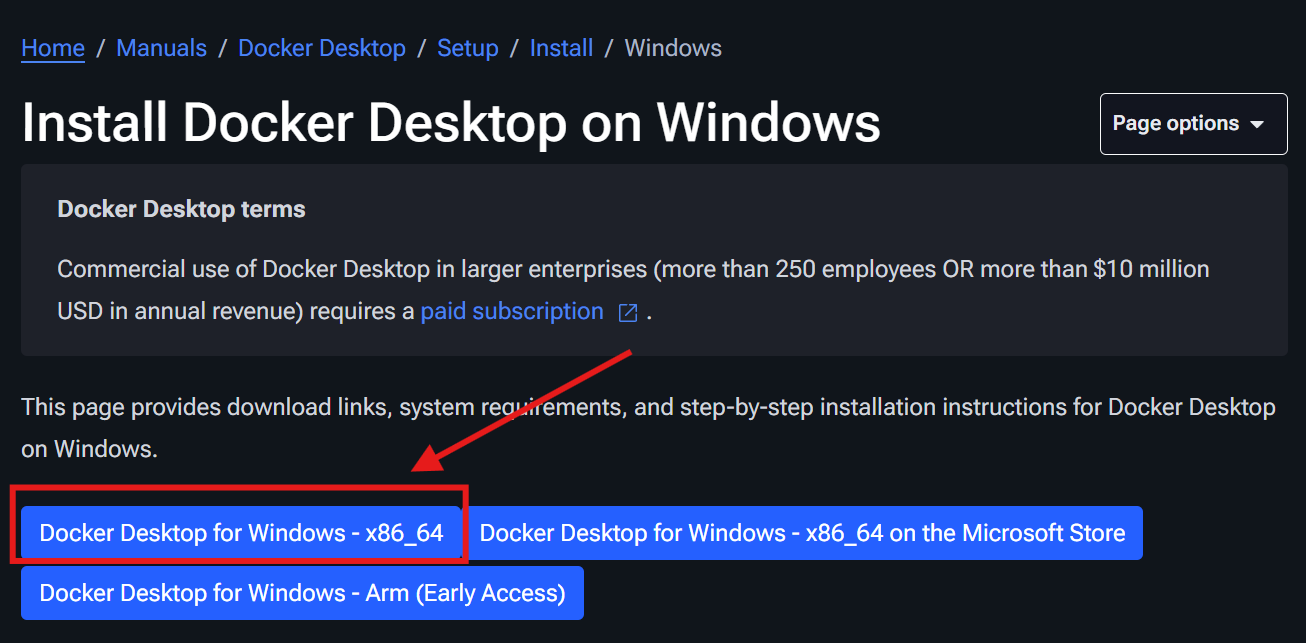 Home / Manuals / Docker Desktop / Setup / Install / Windows
Install Docker Desktop on Windows
Page options
Docker Desktop terms
Commercial use of Docker Desktop in larger enterprises (more than 250 employees OR more than $10 million
USD in annual revenue) requires a paid subscription .
This page provides download links, system requirements, and step-by-step installation instructions for Docker Desktop
on Windows.
Docker Desktop for Windows - x86_64
Docker Desktop for Windows - x86_64 on the Microsoft Store
Docker Desktop for Windows - Arm (Early Access)